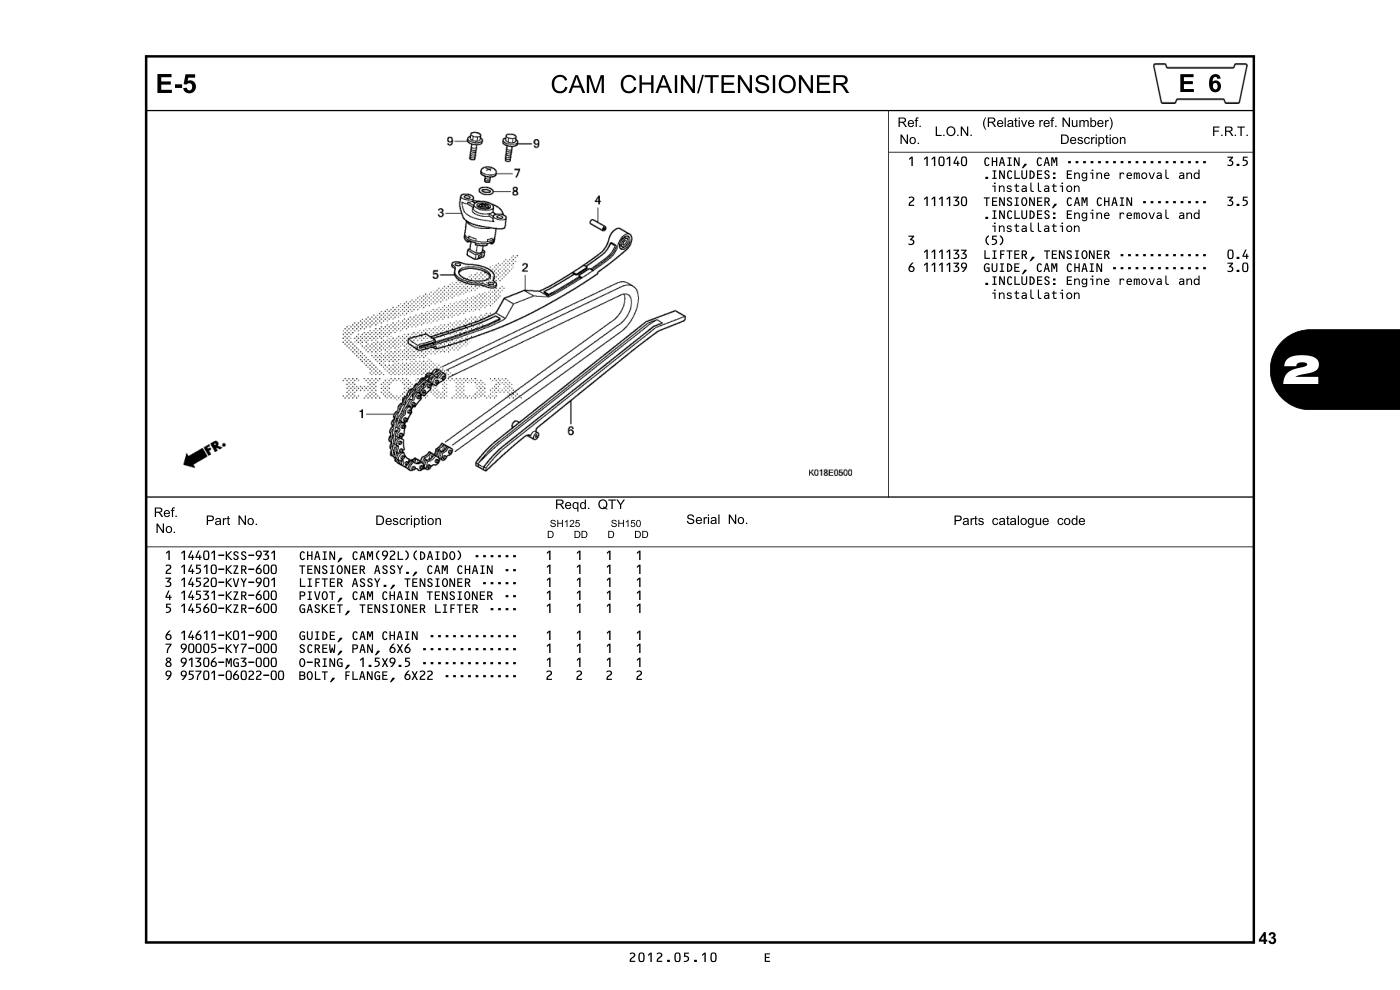 E-5 CAM CHAIN/TENSIONER E 6
9 9
7
8
3
4
5
2
HONDA
1
6
FR.
K018E0500
Ref. No. L.O.N. (Relative ref. Number) Description F.R.T.
1 110140 CHAIN, CAM ------------------- 3.5
.INCLUDES: Engine removal and
installation
2 111130 TENSIONER, CAM CHAIN --------- 3.5
.INCLUDES: Engine removal and
installation
3 (5)
111133 LIFTER, TENSIONER ------------ 0.4
6 111139 GUIDE, CAM CHAIN ------------- 3.0
.INCLUDES: Engine removal and
installation
2
Ref. No. Part No. Description Reqd. QTY Serial No. Parts catalogue code
SH125 SH150
D DD D DD
1 14401-KSS-931 CHAIN, CAM(92L)(DAIDO) ------ 1 1 1 1
2 14510-KZR-600 TENSIONER ASSY., CAM CHAIN -- 1 1 1 1
3 14520-KVY-901 LIFTER ASSY., TENSIONER ----- 1 1 1 1
4 14531-KZR-600 PIVOT, CAM CHAIN TENSIONER -- 1 1 1 1
5 14560-KZR-600 GASKET, TENSIONER LIFTER ---- 1 1 1 1
6 14611-K01-900 GUIDE, CAM CHAIN ------------ 1 1 1 1
7 90005-KY7-000 SCREW, PAN, 6X6 ------------- 1 1 1 1
8 91306-MG3-000 O-RING, 1.5X9.5 ------------- 1 1 1 1
9 95701-06022-00 BOLT, FLANGE, 6X22 ---------- 2 2 2 2
43
2012.05.10 E